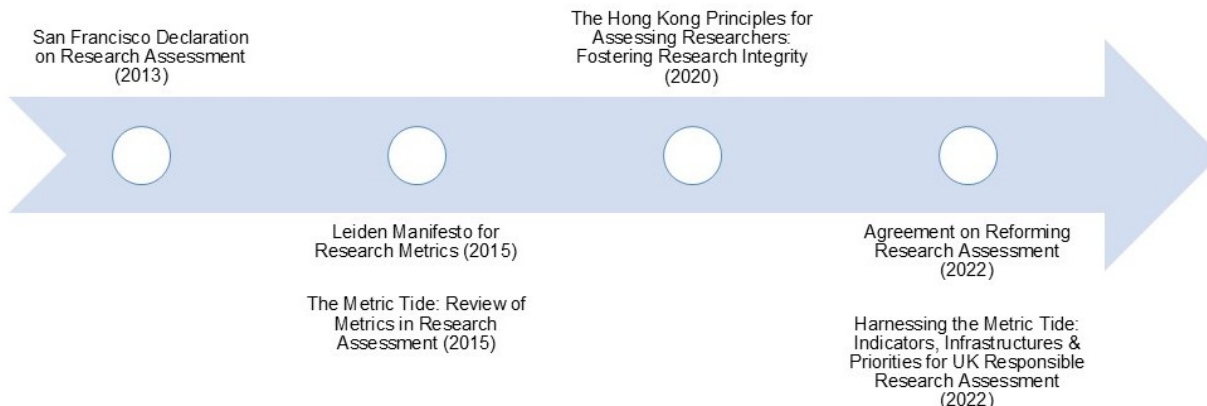 San Francisco Declaration
on Research Assessment
(2013)
Leiden Manifesto for
Research Metrics (2015)
The Metric Tide: Review of
Metrics in Research
Assessment (2015)
The Hong Kong Principles for
Assessing Researchers:
Fostering Research Integrity
(2020)
Agreement on Reforming
Research Assessment
(2022)
Harnessing the Metric Tide:
Indicators, Infrastructures &
Priorities for UK Responsible
Research Assessment
(2022)